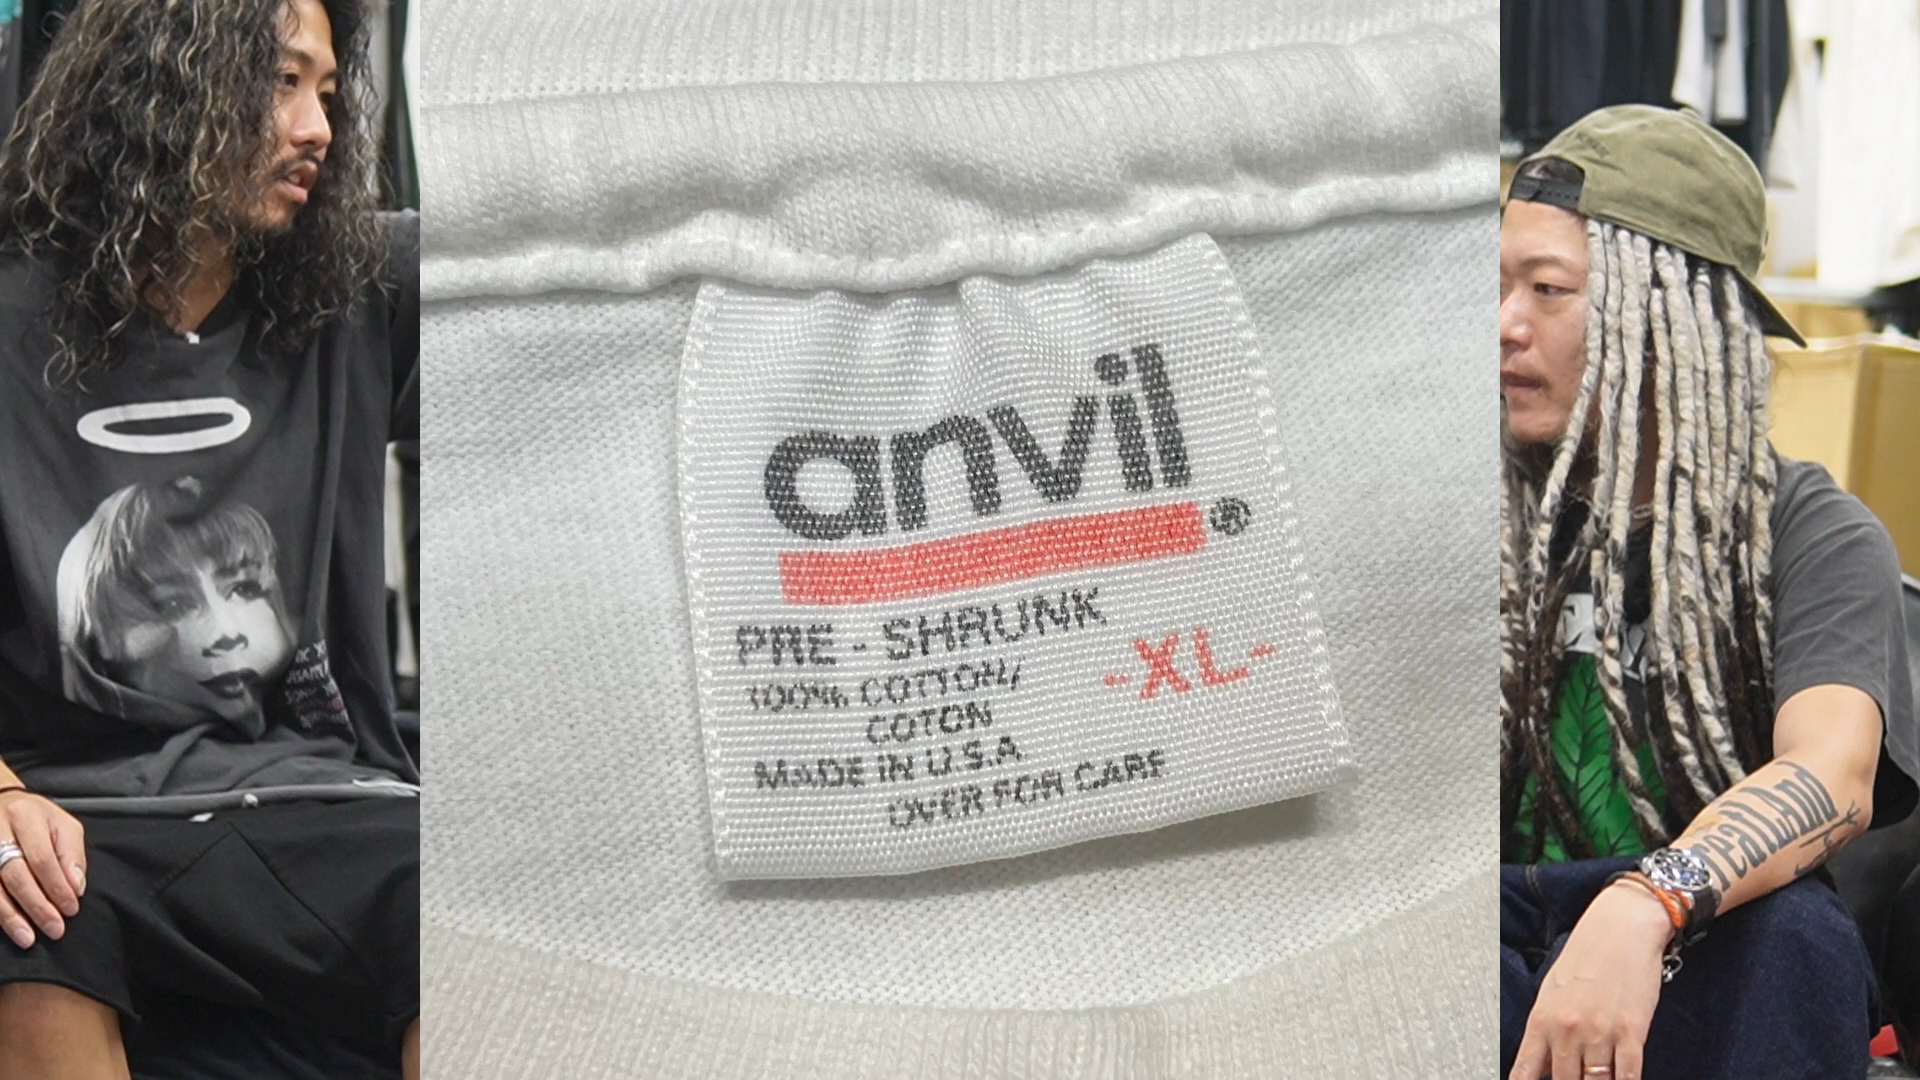 anvil®
PRE - SHRUNK
-XL-
100% COTTON/
COTON
MADE IN U.S.A
OVER FOR CARE